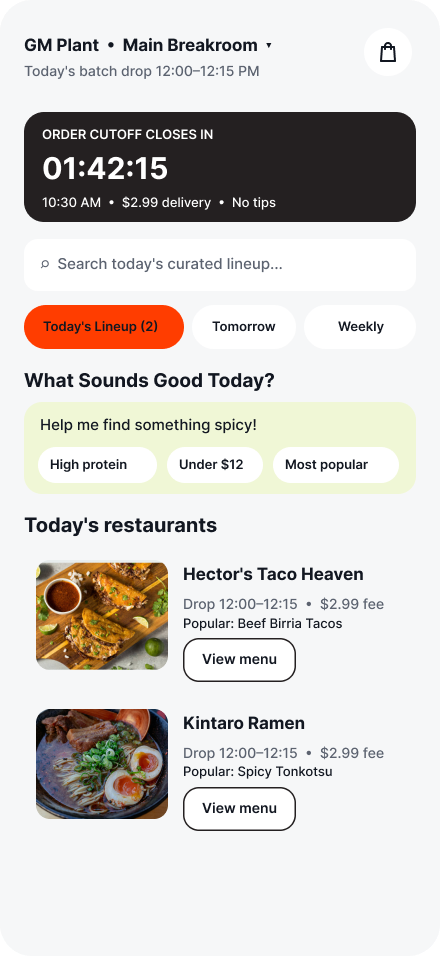 GM Plant • Main Breakroom ▾
Today's batch drop 12:00–12:15 PM
ORDER CUTOFF CLOSES IN
01:42:15
10:30 AM • $2.99 delivery • No tips
Search today's curated lineup...
Today's Lineup (2)
Tomorrow
Weekly
What Sounds Good Today?
Help me find something spicy!
High protein
Under $12
Most popular
Today's restaurants
Hector's Taco Heaven
Drop 12:00–12:15 • $2.99 fee
Popular: Beef Birria Tacos
View menu
Kintaro Ramen
Drop 12:00–12:15 • $2.99 fee
Popular: Spicy Tonkotsu
View menu